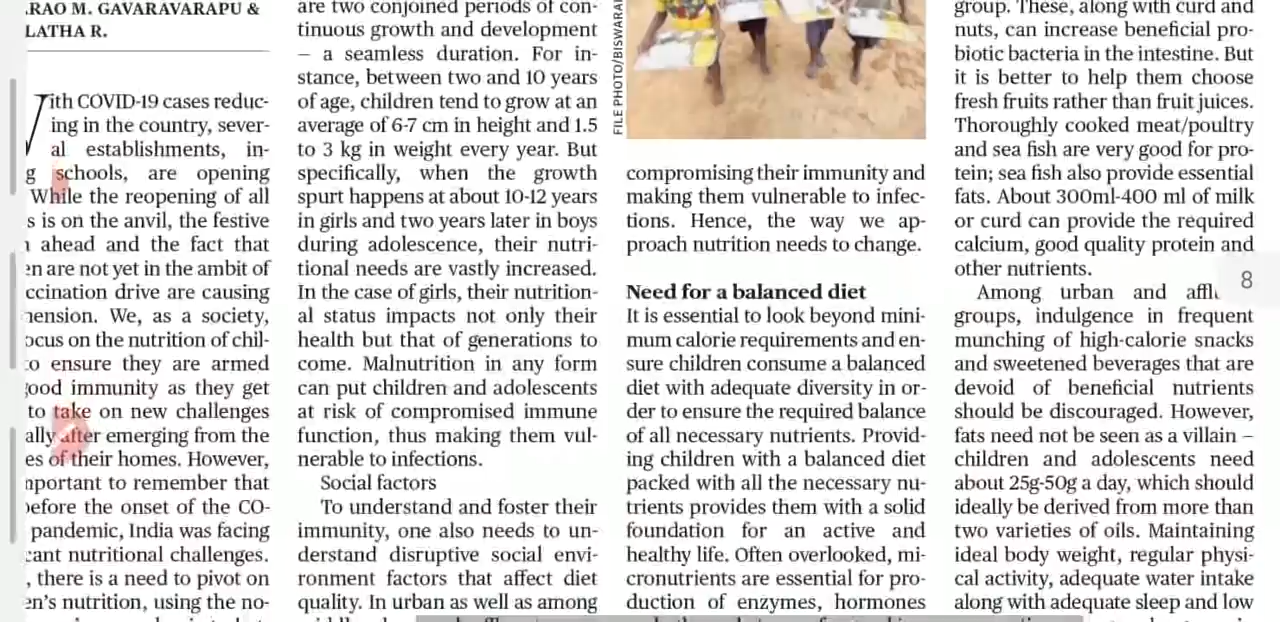 RAO M. GAVARAVARAPU &
LATHA R.
ith COVID-19 cases reduc-
ing in the country, sever-
al establishments, in-
g schools, are opening
While the reopening of all
s is on the anvil, the festive
ahead and the fact that
en are not yet in the ambit of
ccination drive are causing
hension. We, as a society,
ocus on the nutrition of chil-
to ensure they are armed
good immunity as they get
to take on new challenges
ally after emerging from the
es of their homes. However,
mportant to remember that
before the onset of the CO-
pandemic, India was facing
cant nutritional challenges.
, there is a need to pivot on
en's nutrition, using the no-
are two conjoined periods of con-
tinuous growth and development
– a seamless duration. For in-
stance, between two and 10 years
of age, children tend to grow at an
average of 6-7 cm in height and 1.5
to 3 kg in weight every year. But
specifically, when the growth
spurt happens at about 10-12 years
in girls and two years later in boys
during adolescence, their nutri-
tional needs are vastly increased.
In the case of girls, their nutrition-
al status impacts not only their
health but that of generations to
come. Malnutrition in any form
can put children and adolescents
at risk of compromised immune
function, thus making them vul-
nerable to infections.
Social factors
To understand and foster their
immunity, one also needs to un-
derstand disruptive social envi-
ronment factors that affect diet
quality. In urban as well as among
FILE PHOTO/BISWARA
compromising their immunity and
making them vulnerable to infec-
tions. Hence, the way we ap-
proach nutrition needs to change.
Need for a balanced diet
It is essential to look beyond mini-
mum calorie requirements and en-
sure children consume a balanced
diet with adequate diversity in or-
der to ensure the required balance
of all necessary nutrients. Provid-
ing children with a balanced diet
packed with all the necessary nu-
trients provides them with a solid
foundation for an active and
healthy life. Often overlooked, mi-
cronutrients are essential for pro-
duction of enzymes, hormones
group. These, along with curd and
nuts, can increase beneficial pro-
biotic bacteria in the intestine. But
it is better to help them choose
fresh fruits rather than fruit juices.
Thoroughly cooked meat/poultry
and sea fish are very good for pro-
tein; sea fish also provide essential
fats. About 300ml-400 ml of milk
or curd can provide the required
calcium, good quality protein and
other nutrients.
Among urban and afflu
groups, indulgence in frequent
munching of high-calorie snacks
and sweetened beverages that are
devoid of beneficial nutrients
should be discouraged. However,
fats need not be seen as a villain –
children and adolescents need
about 25g-50g a day, which should
ideally be derived from more than
two varieties of oils. Maintaining
ideal body weight, regular physi-
cal activity, adequate water intake
along with adequate sleep and low
8